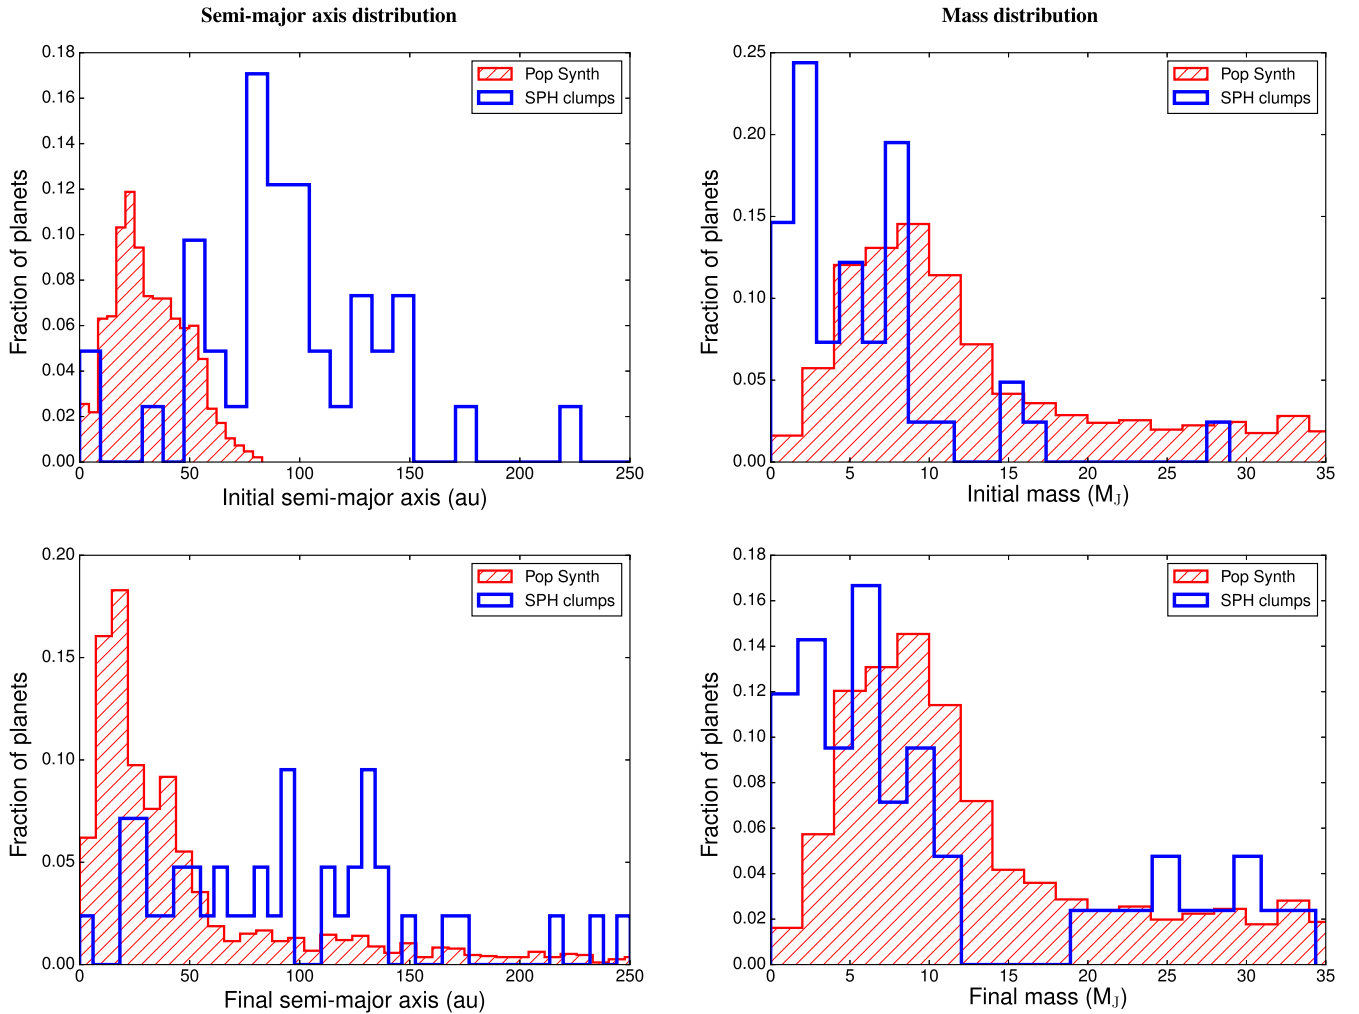 Semi-major axis distribution
Mass distribution
0.18
0.16
0.14
0.12
0.10
0.08
0.06
0.04
0.02
0.00
Fraction of planets
Pop Synth
SPH clumps
0 50 100 150 200 250
Initial semi-major axis (au)
0.25
0.20
0.15
0.10
0.05
0.00
Fraction of planets
Pop Synth
SPH clumps
0 5 10 15 20 25 30 35
Initial mass (M_J)
0.20
0.15
0.10
0.05
0.00
Fraction of planets
Pop Synth
SPH clumps
0 50 100 150 200 250
Final semi-major axis (au)
0.18
0.16
0.14
0.12
0.10
0.08
0.06
0.04
0.02
0.00
Fraction of planets
Pop Synth
SPH clumps
0 5 10 15 20 25 30 35
Final mass (M_J)